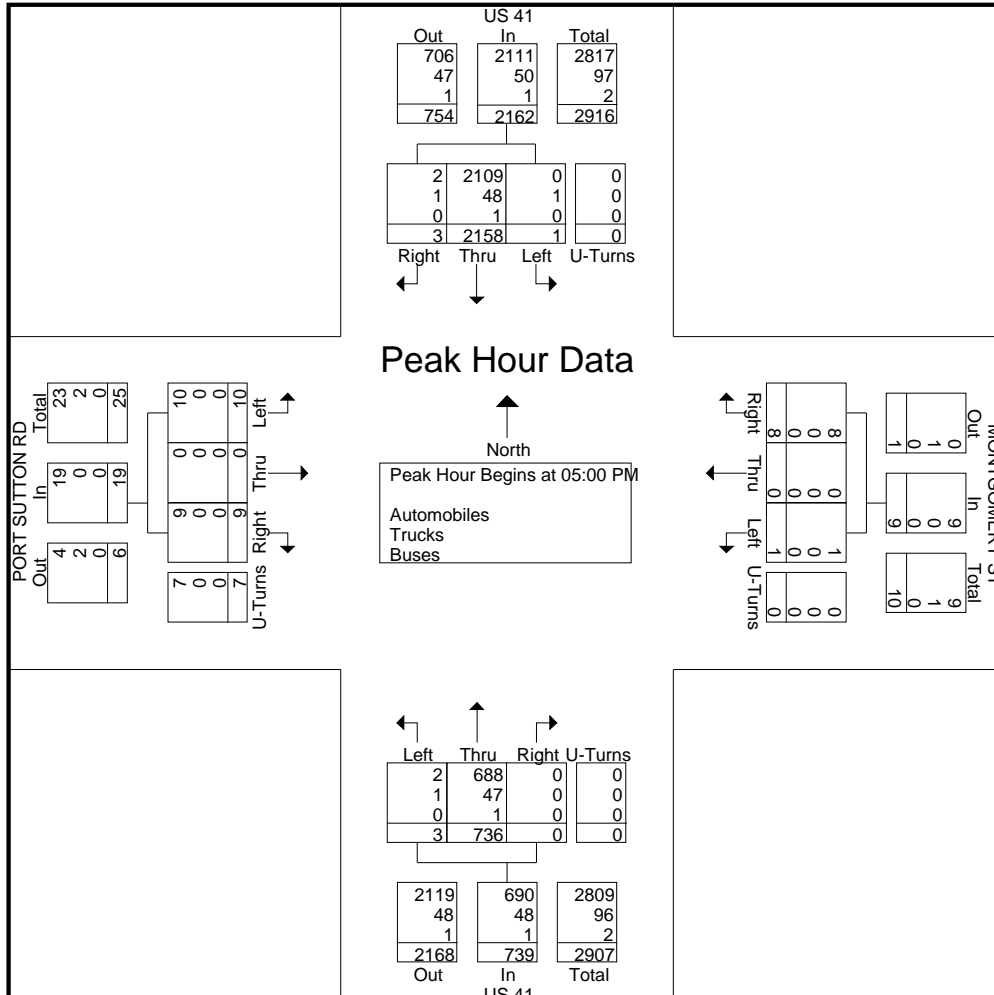 US 41
Out In Total
706 2111 2817
47 50 97
1 1 2
754 2162 2916
2 2109 0 0
1 48 1 0
0 1 0 0
3 2158 1 0
Right Thru Left U-Turns
Peak Hour Data
North
Peak Hour Begins at 05:00 PM
Automobiles
Trucks
Buses
PORT SUTTON RD
Out In Total
4 19 23
2 0 2
0 0 0
6 19 25
U-Turns Right Thru Left
7 9 0 10
0 0 0 0
0 0 0 0
7 9 0 10
MONTGOMERY ST
Out In Total
0 9 9
1 0 1
0 0 0
1 9 10
Right Thru Left U-Turns
8 0 1 0
0 0 0 0
0 0 0 0
8 0 1 0
Left Thru Right U-Turns
2 688 0 0
1 47 0 0
0 1 0 0
3 736 0 0
2119 690 2809
48 48 96
1 1 2
2168 739 2907
Out In Total
US 41